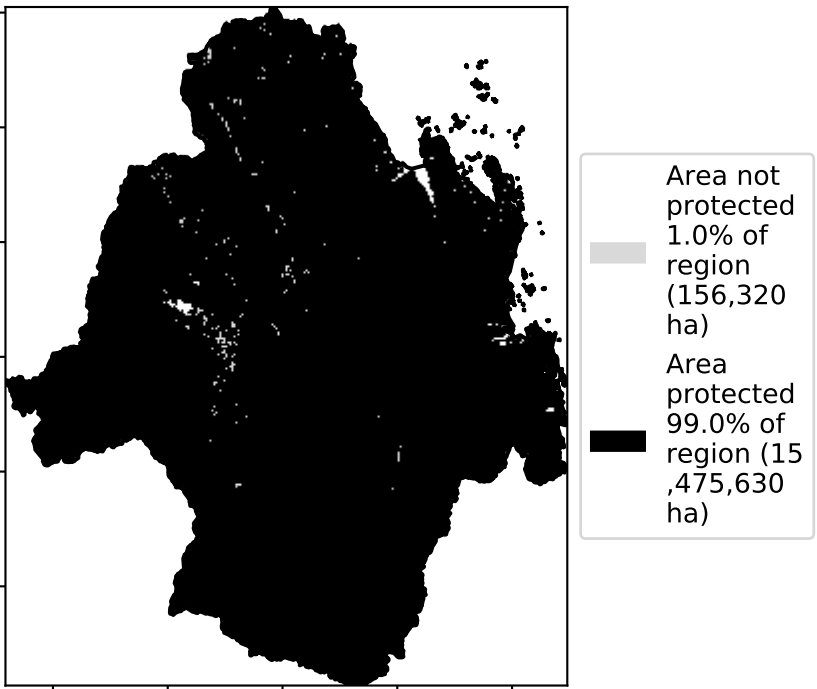 Area not
protected
1.0% of
region
(156,320
ha)
Area
protected
99.0% of
region (15
,475,630
ha)